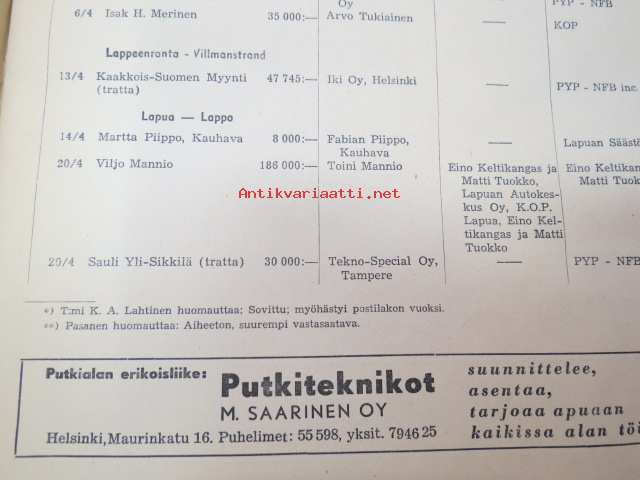 Oy PYP - NFB
6/4 Isak H. Merinen 35 000:— Arvo Tukiainen —— KOP
Lappeenranta - Villmanstrand
13/4 Kaakkois-Suomen Myynti 47 745:— Iki Oy, Helsinki —— PYP - NFB inc.
(tratta)
Lapua — Lappo
14/4 Martta Piippo, Kauhava 8 000:— Fabian Piippo, —— Lapuan Säästö
Kauhava
20/4 Viljo Mannio 186 000:— Toini Mannio Eino Keltikangas ja Eino Keltikangas
Matti Tuokko, Matti Tuok
Lapuan Autokes-
kus Oy, K.O.P.
Lapua, Eino Kel-
tikangas ja Matti
Tuokko
Antikvariaatti.net
20/4 Sauli Yli-Sikkilä (tratta) 30 000:— Tekno-Special Oy, —— PYP - NFB
Tampere
*) T:mi K. A. Lahtinen huomauttaa: Sovittu; myöhästyi postilakon vuoksi.
**) Pasanen huomauttaa: Aiheeton, suurempi vastasaatava.
Putkialan erikoisliike: Putkiteknikot suunnittelee,
M. SAARINEN OY asentaa,
tarjoaa apuaan
Helsinki, Maurinkatu 16. Puhelimet: 55 598, yksit. 7946 25 kaikissa alan töi